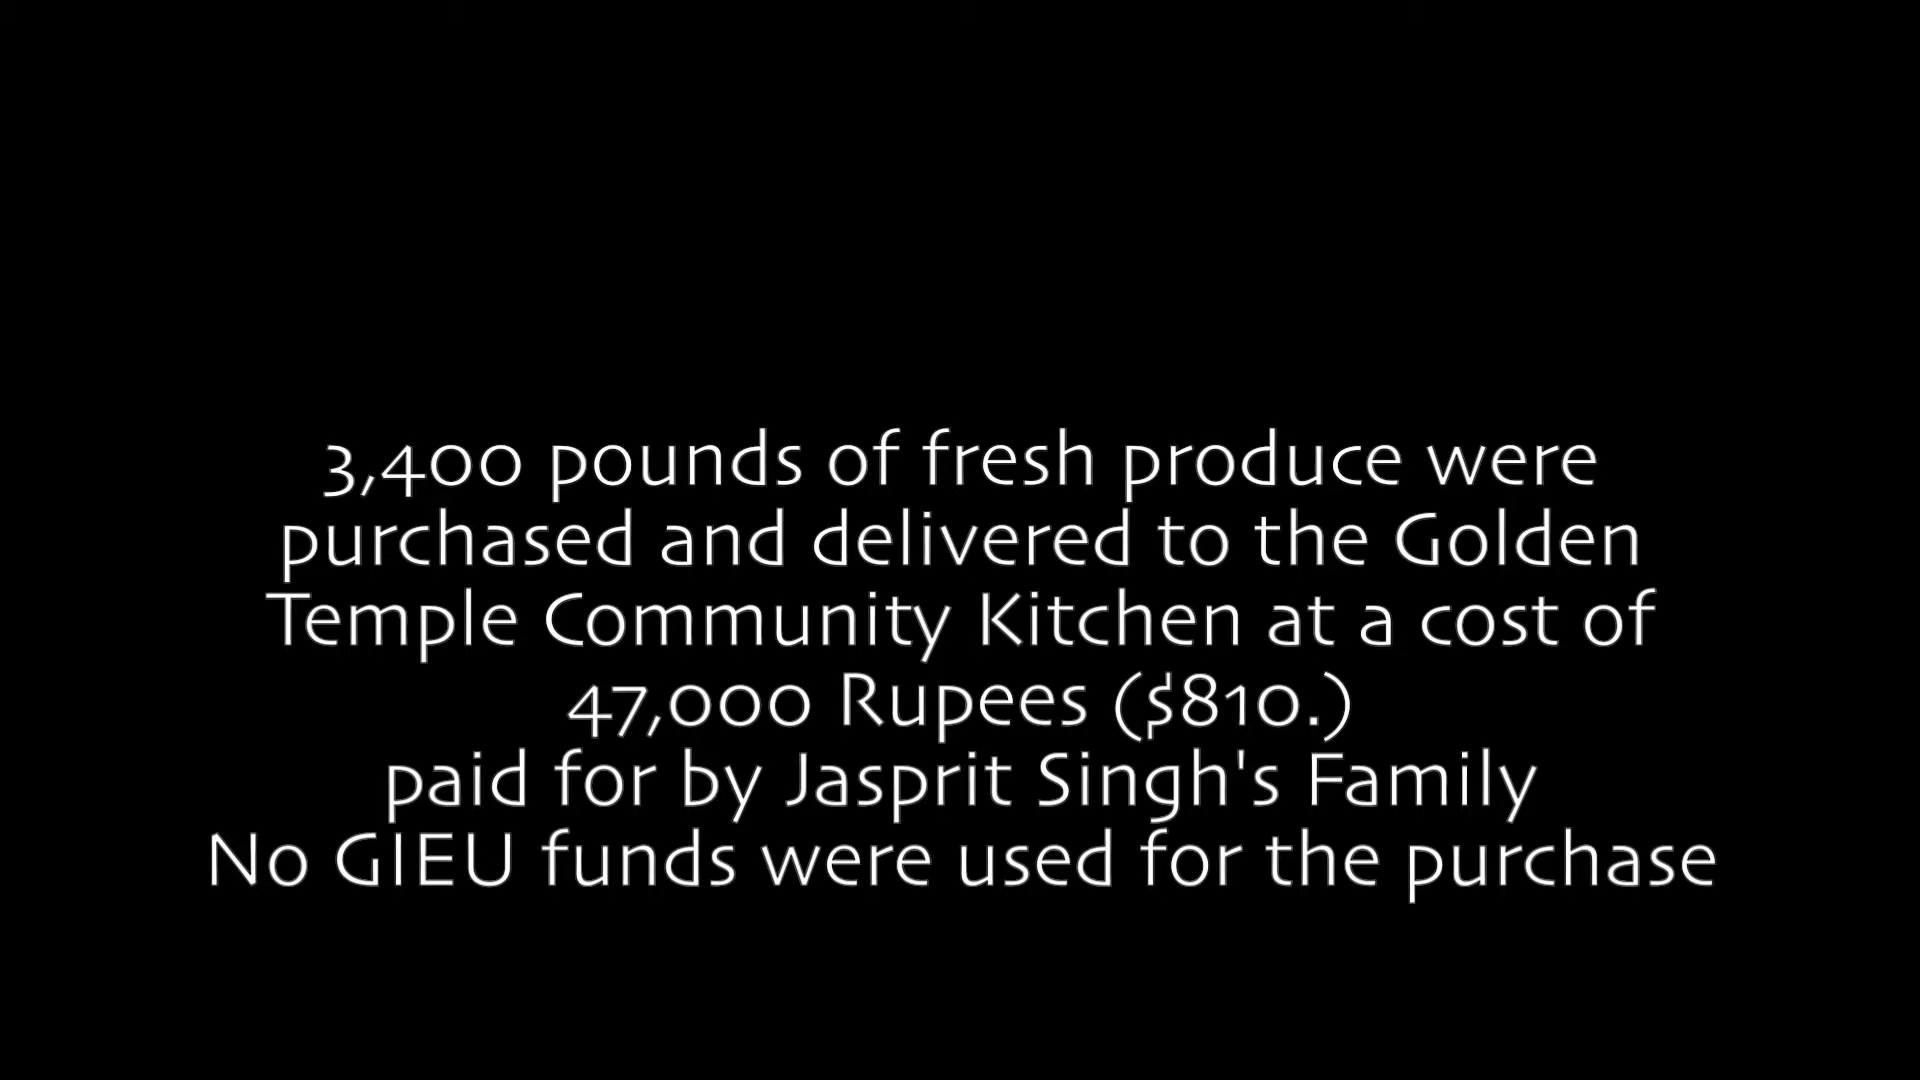 3,400 pounds of fresh produce were
purchased and delivered to the Golden
Temple Community Kitchen at a cost of
47,000 Rupees ($810.)
paid for by Jasprit Singh's Family
No GIEU funds were used for the purchase